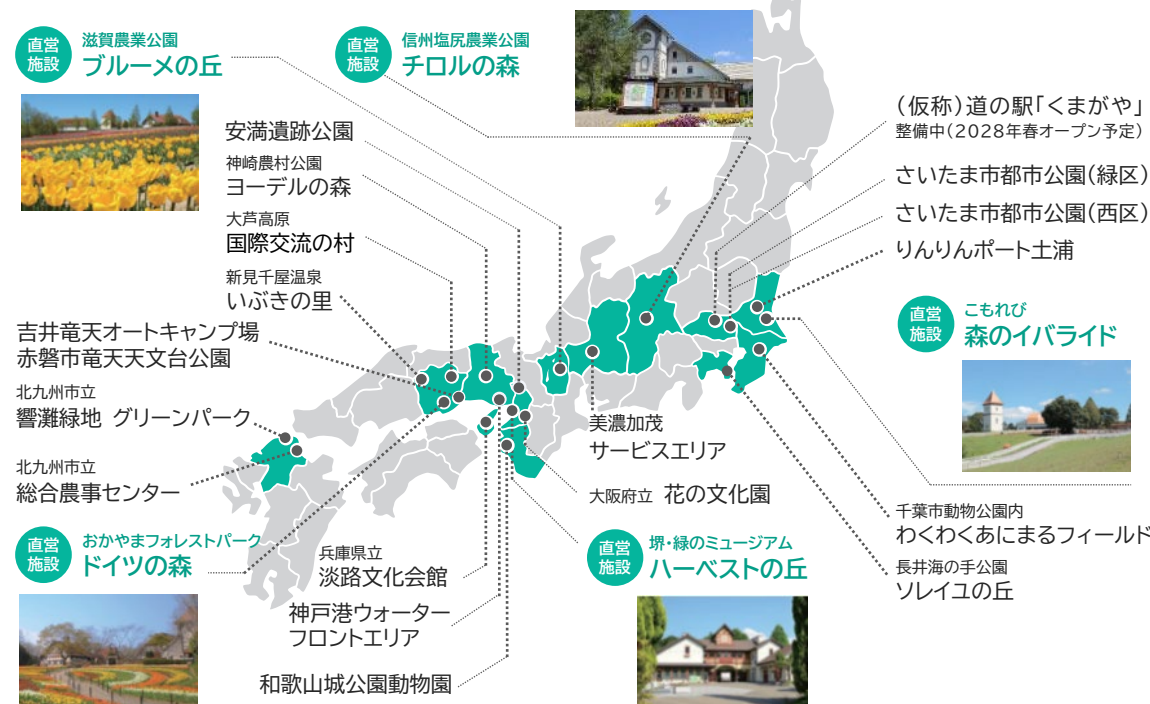 直営
施設
滋賀農業公園
ブルーメの丘
直営
施設
信州塩尻農業公園
チロルの森
安満遺跡公園
神崎農村公園
ヨーデルの森
大芦高原
国際交流の村
新見千屋温泉
いぶきの里
吉井竜天オートキャンプ場
赤磐市竜天天文台公園
北九州市立
響灘緑地 グリーンパーク
北九州市立
総合農事センター
直営
施設
おかやまフォレストパーク
ドイツの森
兵庫県立
淡路文化会館
神戸港ウォーター
フロントエリア
和歌山城公園動物園
(仮称)道の駅「くまがや」
整備中(2028年春オープン予定)
さいたま市都市公園(緑区)
さいたま市都市公園(西区)
りんりんポート土浦
直営
施設
こもれび
森のイバライド
美濃加茂
サービスエリア
大阪府立 花の文化園
直営
施設
堺・緑のミュージアム
ハーベストの丘
千葉市動物公園内
わくわくあにまるフィールド
長井海の手公園
ソレイユの丘